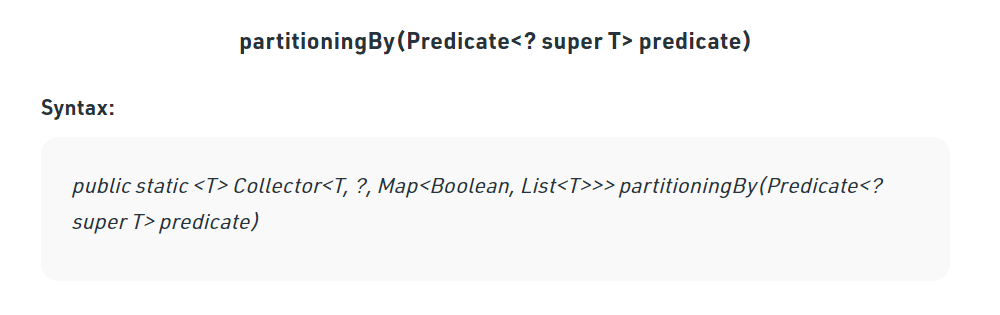 partitioningBy(Predicate<? super T> predicate)
Syntax:
public static <T> Collector<T, ?, Map<Boolean, List<T>>> partitioningBy(Predicate<?
super T> predicate)